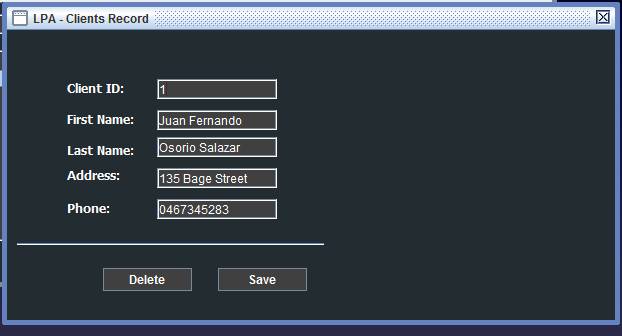 LPA - Clients Record
Client ID: 1
First Name: Juan Fernando
Last Name: Osorio Salazar
Address: 135 Bage Street
Phone: 0467345283
Delete Save